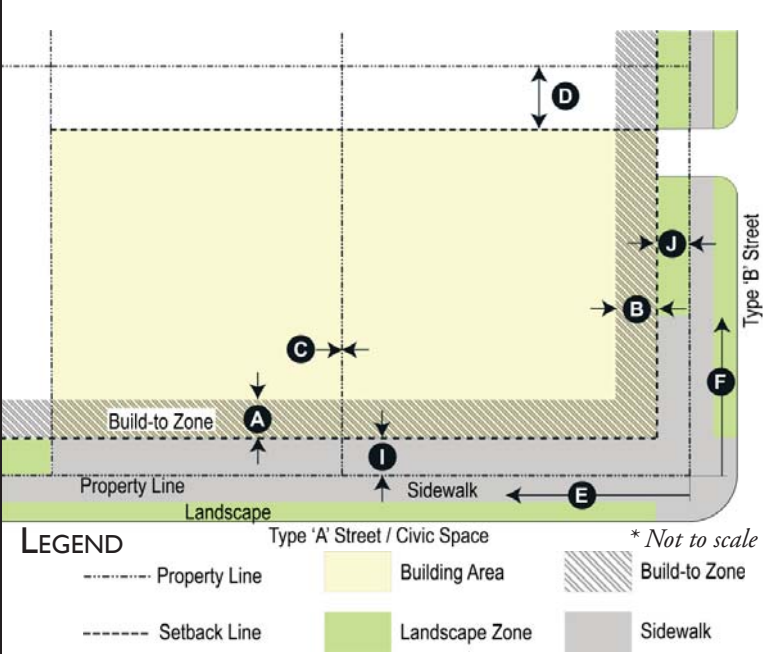 D
J
Type 'B' Street
B
C
F
A
Build-to Zone
I
Property Line
Sidewalk
E
Landscape
LEGEND
Type 'A' Street / Civic Space
* Not to scale
Property Line
Building Area
Build-to Zone
Setback Line
Landscape Zone
Sidewalk